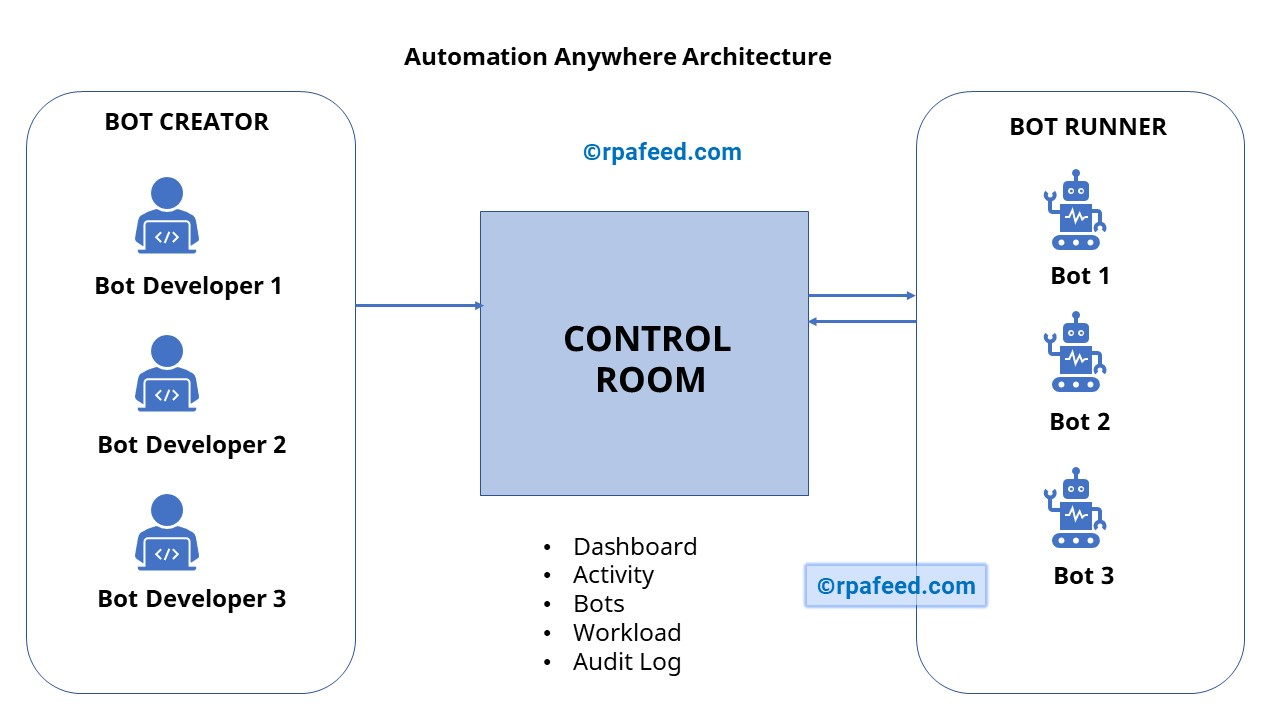 Automation Anywhere Architecture
BOT CREATOR
Bot Developer 1
Bot Developer 2
Bot Developer 3
©rpafeed.com
CONTROL
ROOM
• Dashboard
• Activity
• Bots
• Workload
• Audit Log
BOT RUNNER
Bot 1
Bot 2
Bot 3
©rpafeed.com